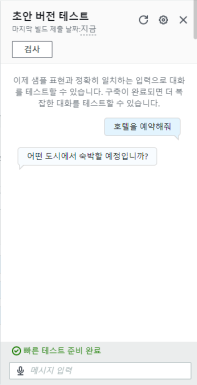 초안 버전 테스트
마지막 빌드 제출 날짜:지금
검사
이제 샘플 표현과 정확히 일치하는 입력으로 대화
를 테스트할 수 있습니다. 구축이 완료되면 더 복
잡한 대화를 테스트할 수 있습니다.
호텔을 예약해줘
어떤 도시에서 숙박할 예정입니까?
빠른 테스트 준비 완료
메시지 입력